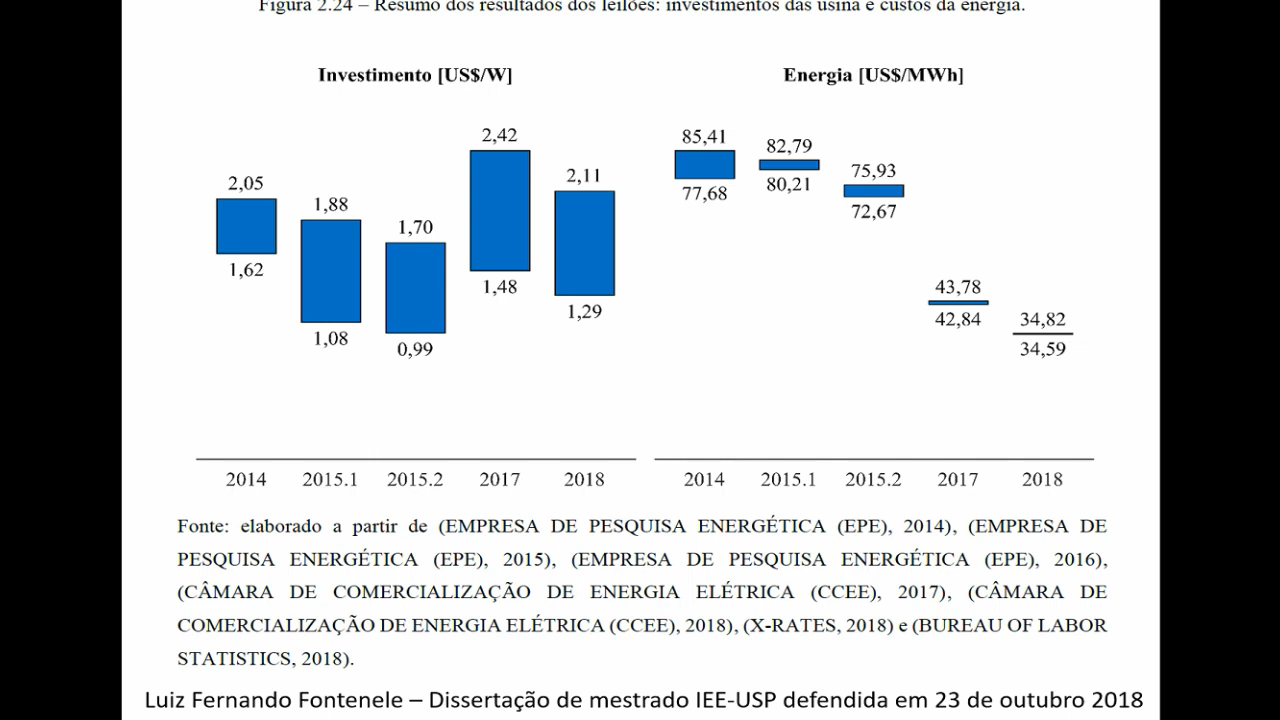 Figura 2.24 – Resumo dos resultados dos leilões: investimentos das usina e custos da energia.
Investimento [US$/W]
2,05
1,62
1,88
1,08
1,70
0,99
2,42
1,48
2,11
1,29
2014 2015.1 2015.2 2017 2018
Energia [US$/MWh]
85,41
77,68
82,79
80,21
75,93
72,67
43,78
42,84
34,82
34,59
2014 2015.1 2015.2 2017 2018
Fonte: elaborado a partir de (EMPRESA DE PESQUISA ENERGÉTICA (EPE), 2014), (EMPRESA DE
PESQUISA ENERGÉTICA (EPE), 2015), (EMPRESA DE PESQUISA ENERGÉTICA (EPE), 2016),
(CÂMARA DE COMERCIALIZAÇÃO DE ENERGIA ELÉTRICA (CCEE), 2017), (CÂMARA DE
COMERCIALIZAÇÃO DE ENERGIA ELÉTRICA (CCEE), 2018), (X-RATES, 2018) e (BUREAU OF LABOR
STATISTICS, 2018).
Luiz Fernando Fontenele – Dissertação de mestrado IEE-USP defendida em 23 de outubro 2018